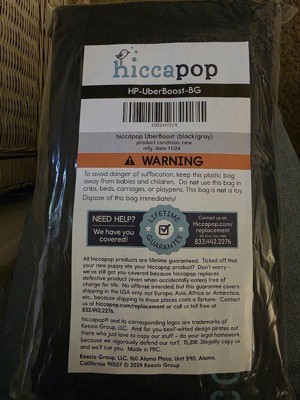 hiccapop
HP-UberBoost-BG
hiccapop UberBoost (black/gray)
product condition: new
mfg. date 11/24
WARNING
To avoid danger of suffocation, keep this plastic bag
away from babies and children. Do not use this bag in
cribs, beds, carriages, or playpens. This bag is not a toy.
Dispose of this bag immediately!
NEED HELP?
We have you
covered!
LIFETIME
GUARANTEE
Contact us at
Hiccapop.com/
replacement
833.442.2276
All hiccapop products are lifetime guaranteed. Ticked off that
your new puppy ate your hiccapop product? Don't worry -
we've still got you covered because hiccapop replaces
defective product (even when accidentally eaten) free of
charge for life. No offense intended, but this guarantee covers
shipping in the USA only, not Europe, Asia, Africa or Antarctica,
etc., because shipping to those places costs a fortune. Contact
us at hiccapop.com/replacement or call us toll free at
833.442.2276
hiccapop® and its corresponding logos are trademarks of
Keezio Group, LLC. And for you beef-witted design pirates out
there who just love to copy our stuff - do your legal homework,
because we vigorously defend our turf. TLDR: Illegally copy us
and we'll sue you. Made in PRC.
Keezio Group, LLC, 160 Alamo Plaza, Unit 590, Alamo,
California 94507 © 2024 Keezio Group